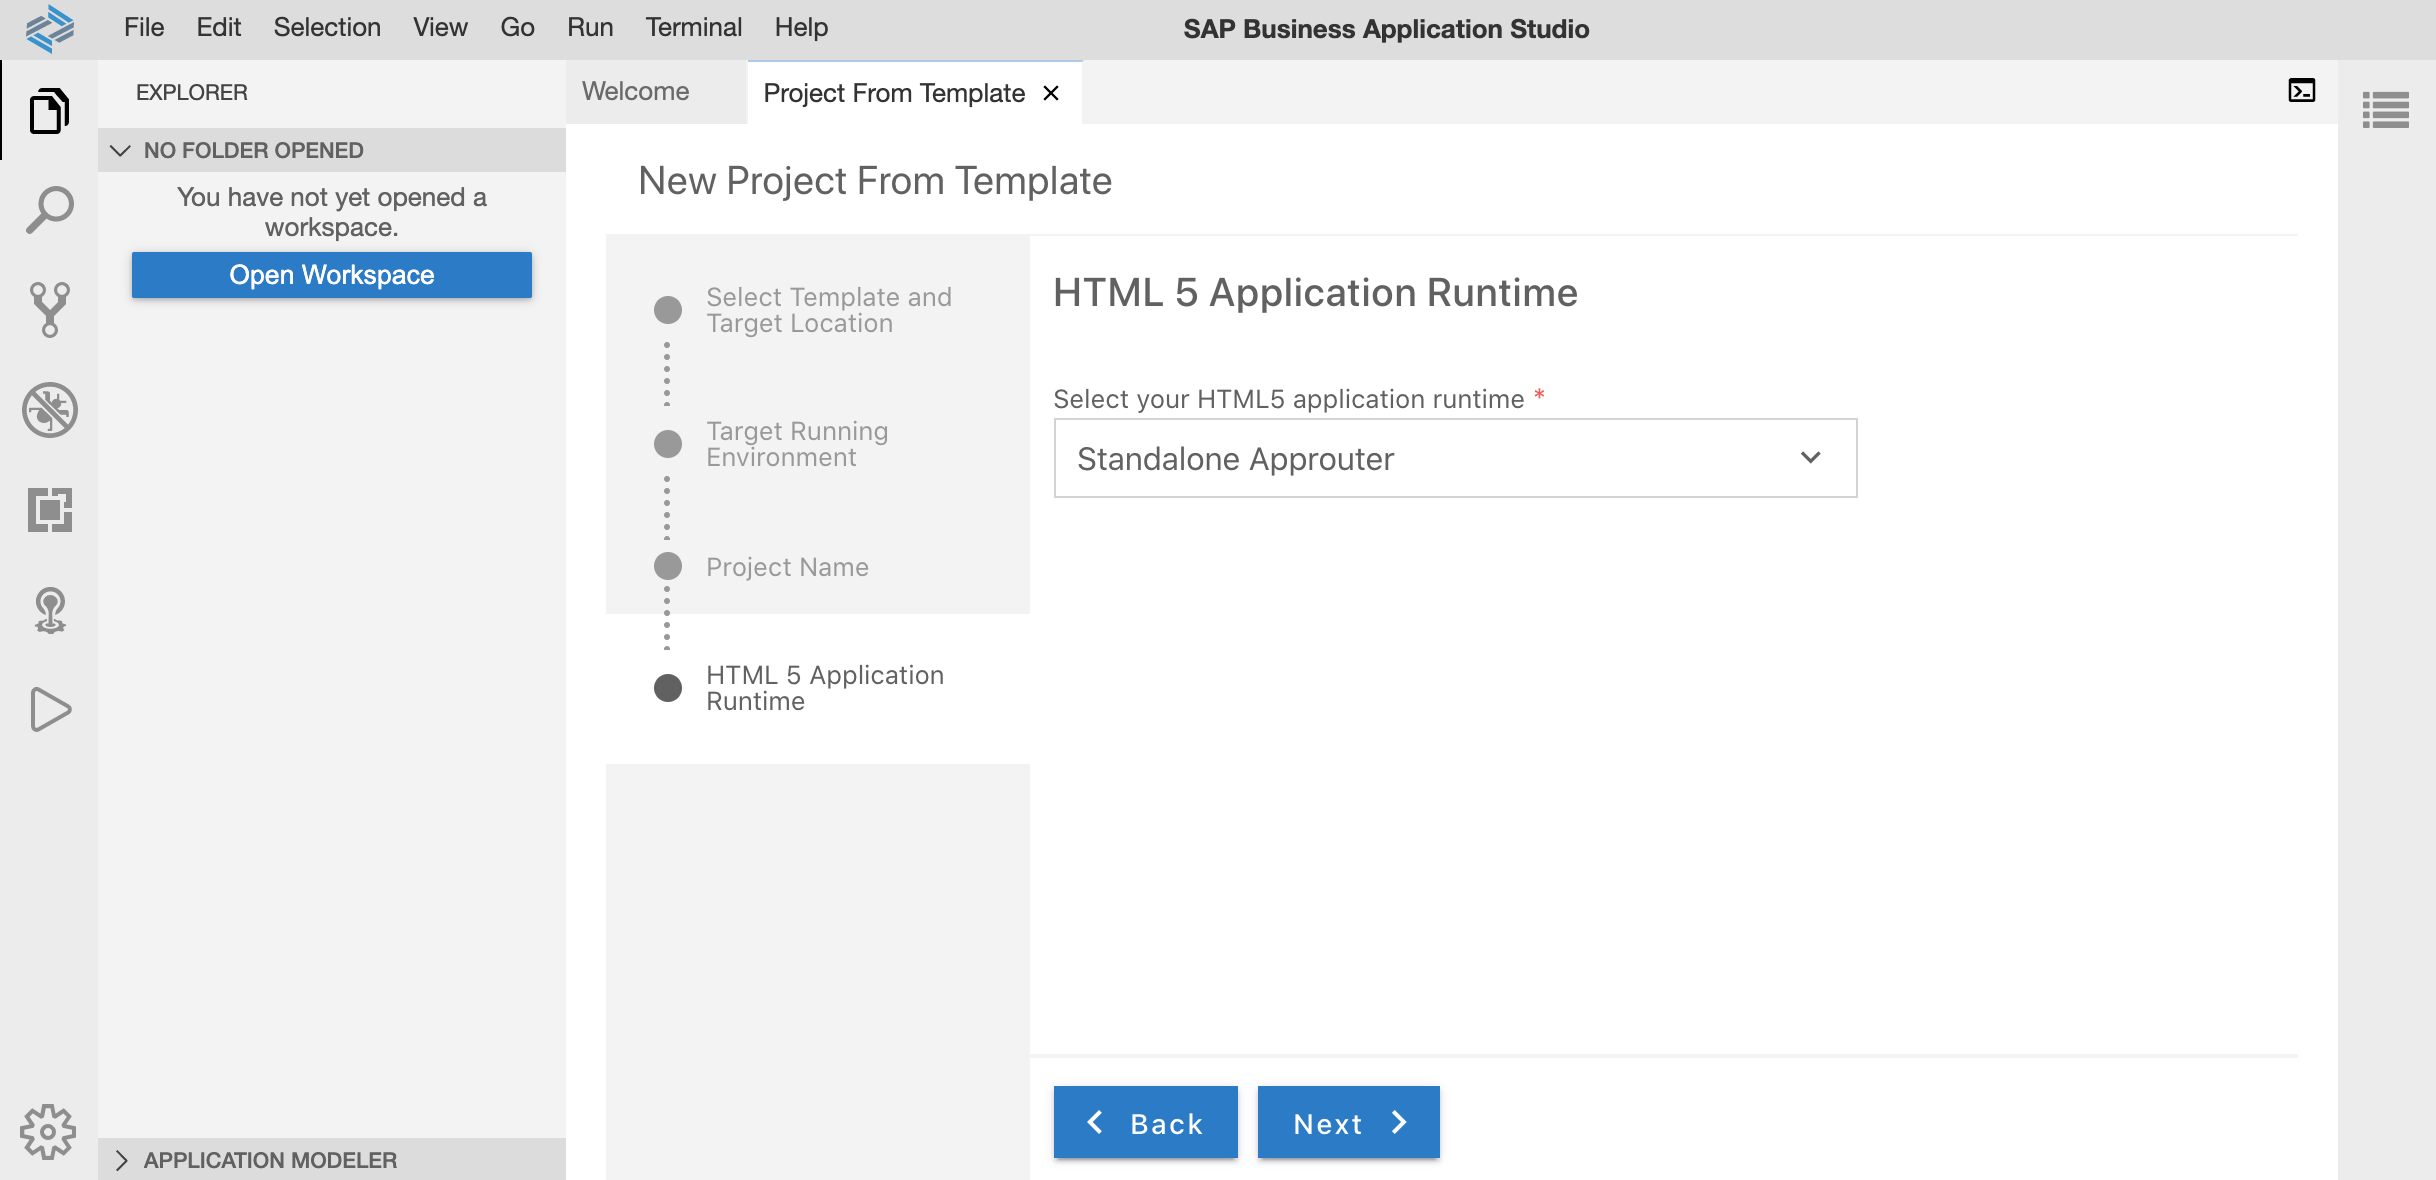 File Edit Selection View Go Run Terminal Help
SAP Business Application Studio
EXPLORER
NO FOLDER OPENED
You have not yet opened a
workspace.
Open Workspace
APPLICATION MODELER
Welcome
Project From Template
New Project From Template
Select Template and
Target Location
Target Running
Environment
Project Name
HTML 5 Application
Runtime
HTML 5 Application Runtime
Select your HTML5 application runtime *
Standalone Approuter
Back
Next